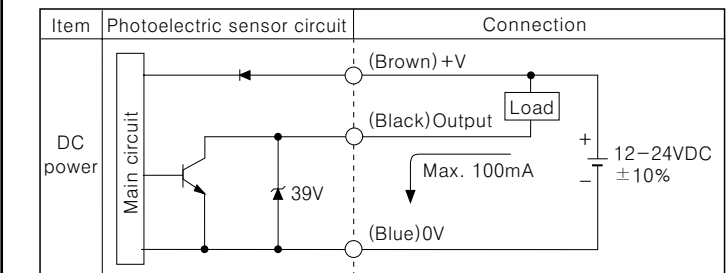 Item Photoelectric sensor circuit Connection
(Brown)+V
Load
(Black)Output
DC
power
Main circuit
39V
Max. 100mA
+
12−24VDC
−
±10%
(Blue)0V